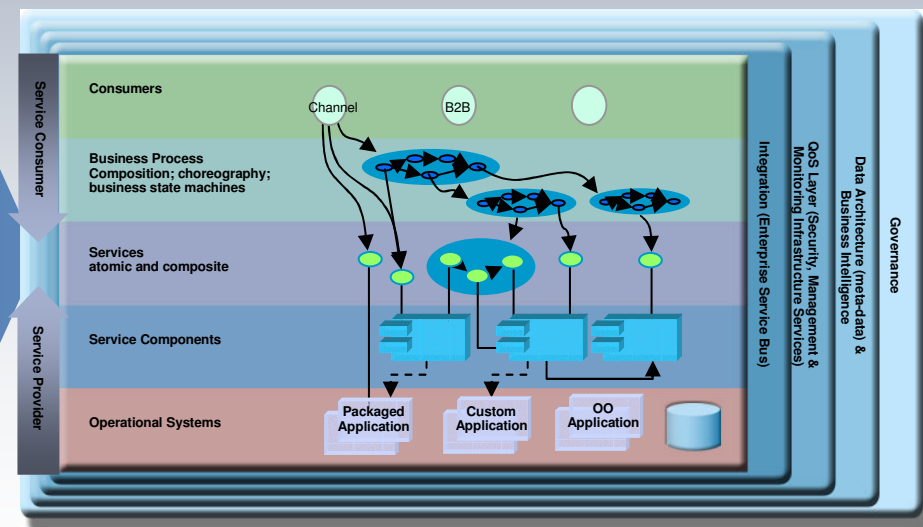 Consumers
Channel
B2B
Business Process
Composition; choreography;
business state machines
Services
atomic and composite
Service Components
Operational Systems
Packaged
Application
Custom
Application
OO
Application
Service Consumer
Service Provider
Integration (Enterprise Service Bus)
QoS Layer (Security, Management &
Monitoring Infrastructure Services)
Data Architecture (meta-data) &
Business Intelligence
Governance